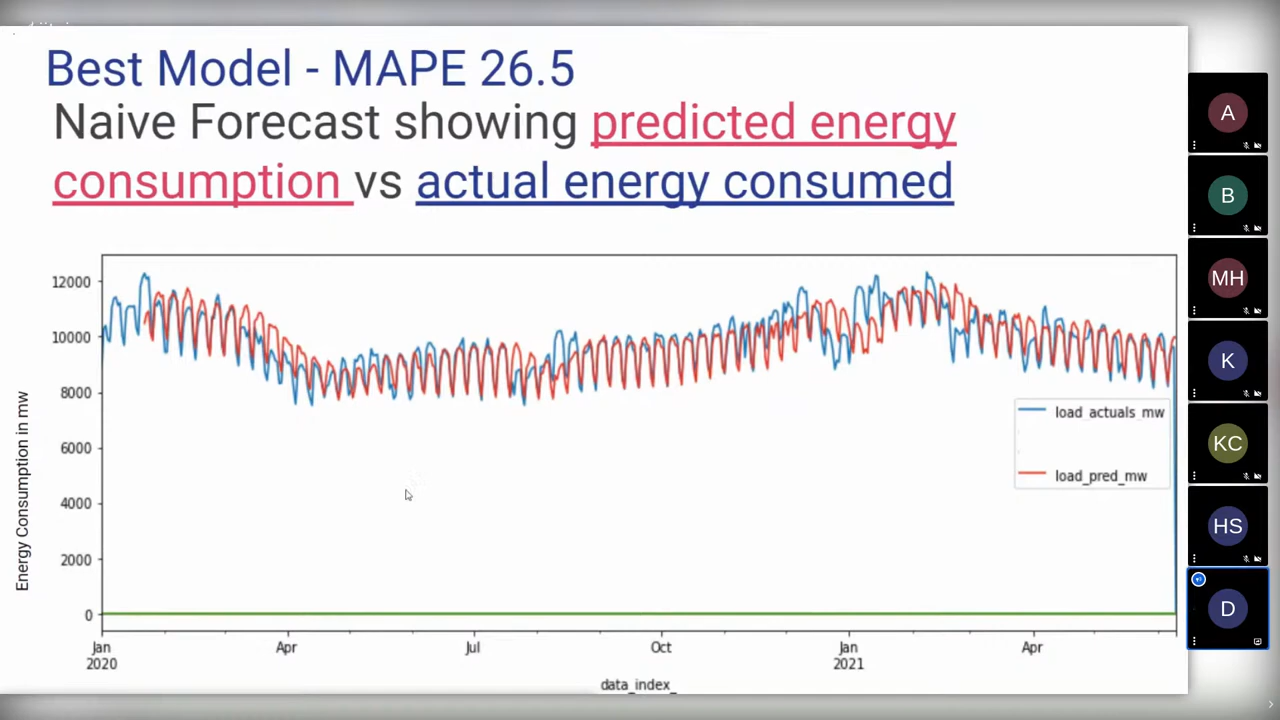 Best Model - MAPE 26.5
Naive Forecast showing predicted energy
consumption vs actual energy consumed
Energy Consumption in mw
12000
10000
8000
6000
4000
2000
0
load_actuals_mw
load_pred_mw
Jan
2020
Apr
Jul
Oct
Jan
2021
Apr
data_index_
A
B
MH
K
KC
HS
D